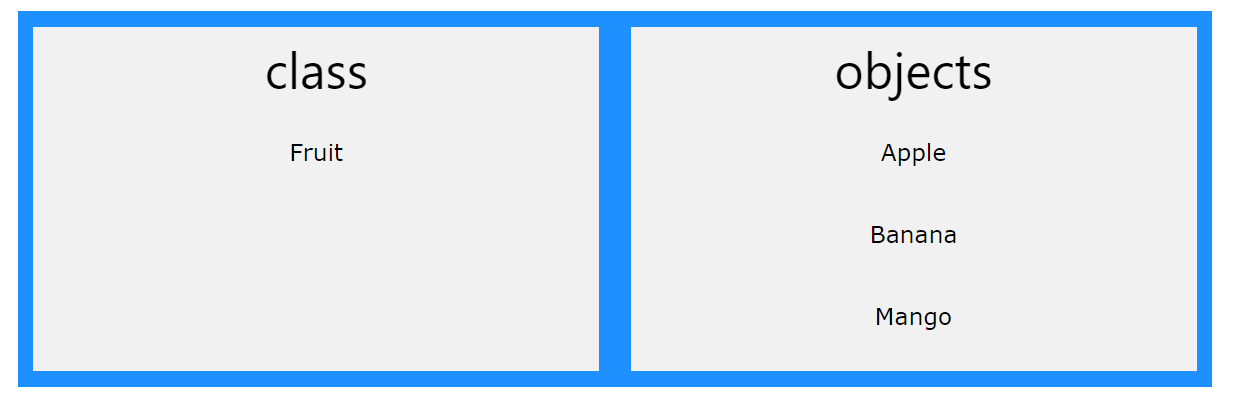 class
Fruit
objects
Apple
Banana
Mango